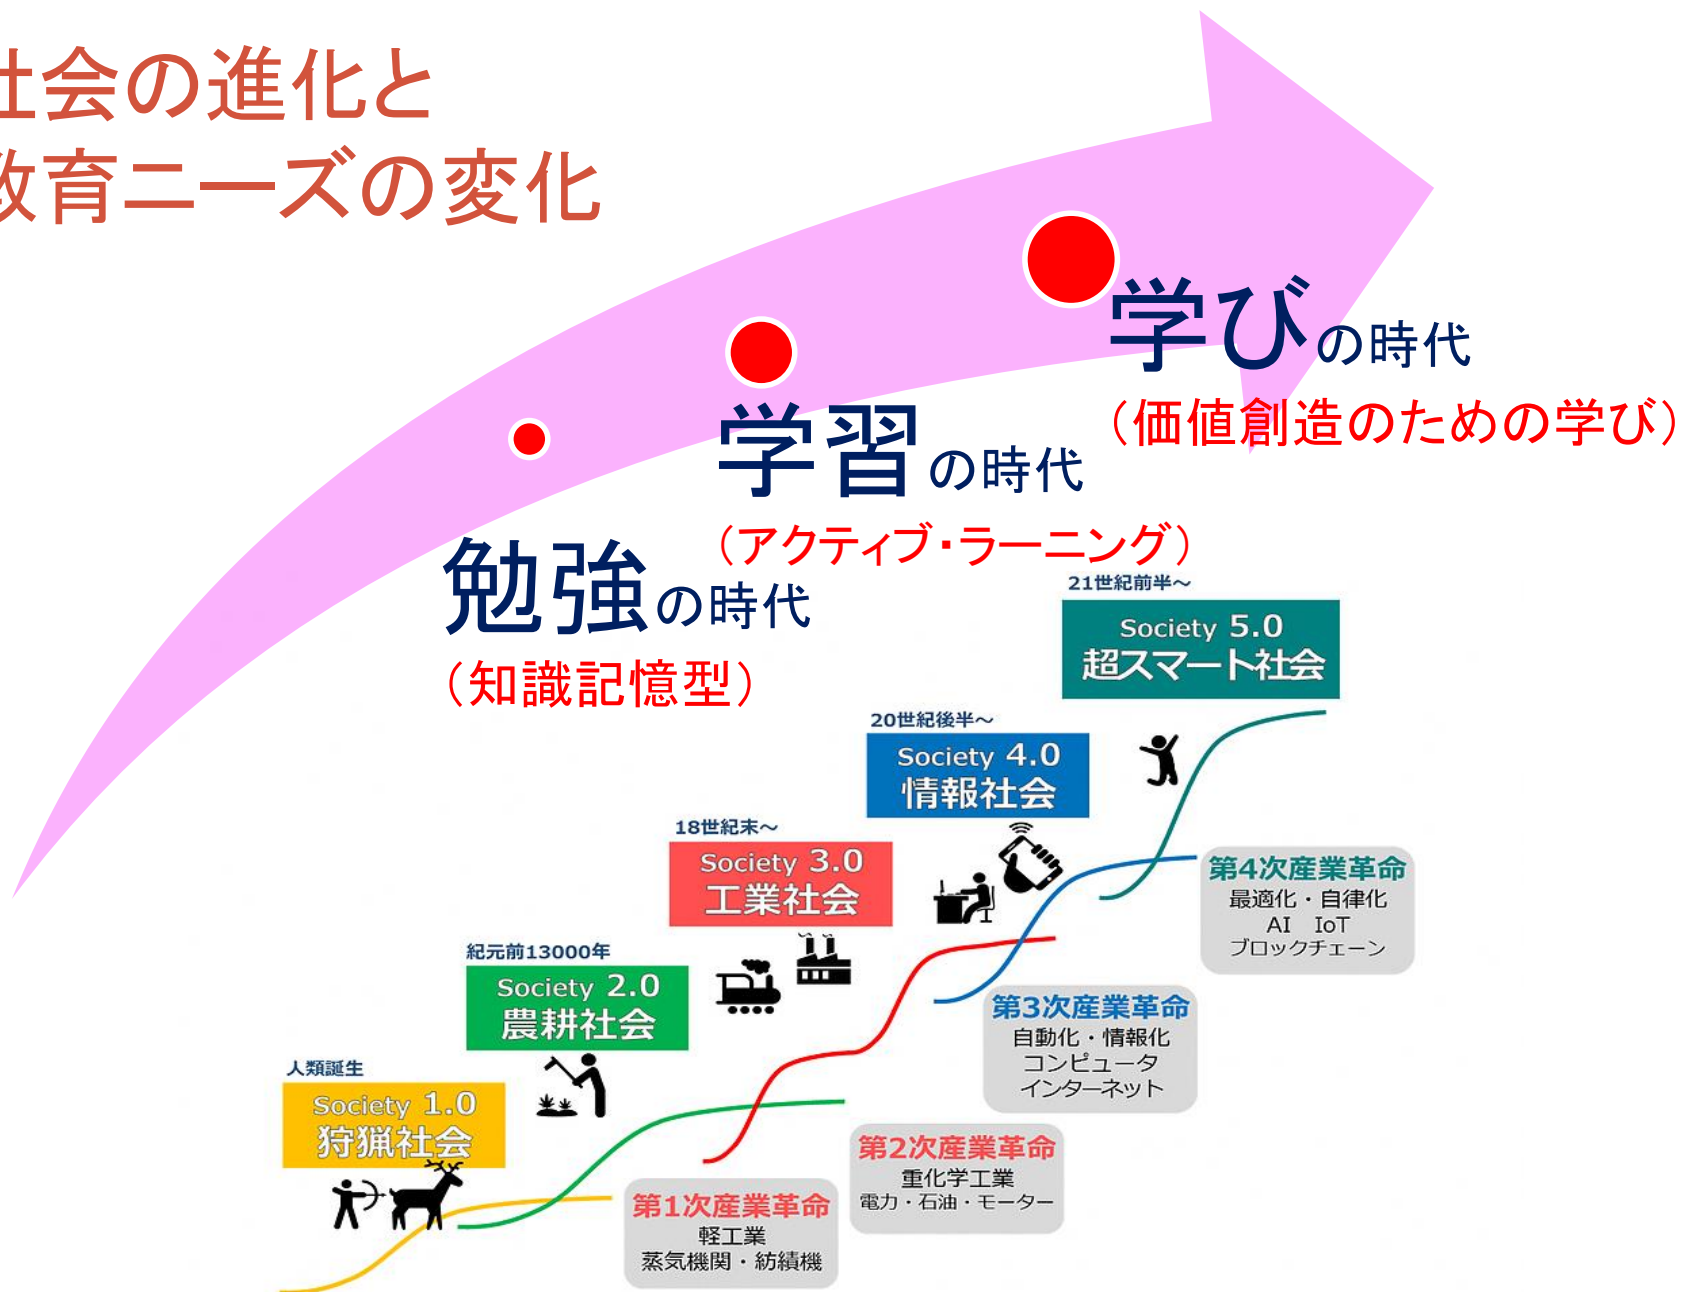 社会の進化と
教育ニーズの変化
学びの時代
（価値創造のための学び）
学習の時代
（アクティブ・ラーニング）
勉強の時代
（知識記憶型）
21世紀前半～
Society 5.0
超スマート社会
20世紀後半～
Society 4.0
情報社会
18世紀末～
Society 3.0
工業社会
紀元前13000年
Society 2.0
農耕社会
人類誕生
Society 1.0
狩猟社会
第4次産業革命
最適化・自律化
AI　IoT
ブロックチェーン
第3次産業革命
自動化・情報化
コンピュータ
インターネット
第2次産業革命
重化学工業
電力・石油・モーター
第1次産業革命
軽工業
蒸気機関・紡績機